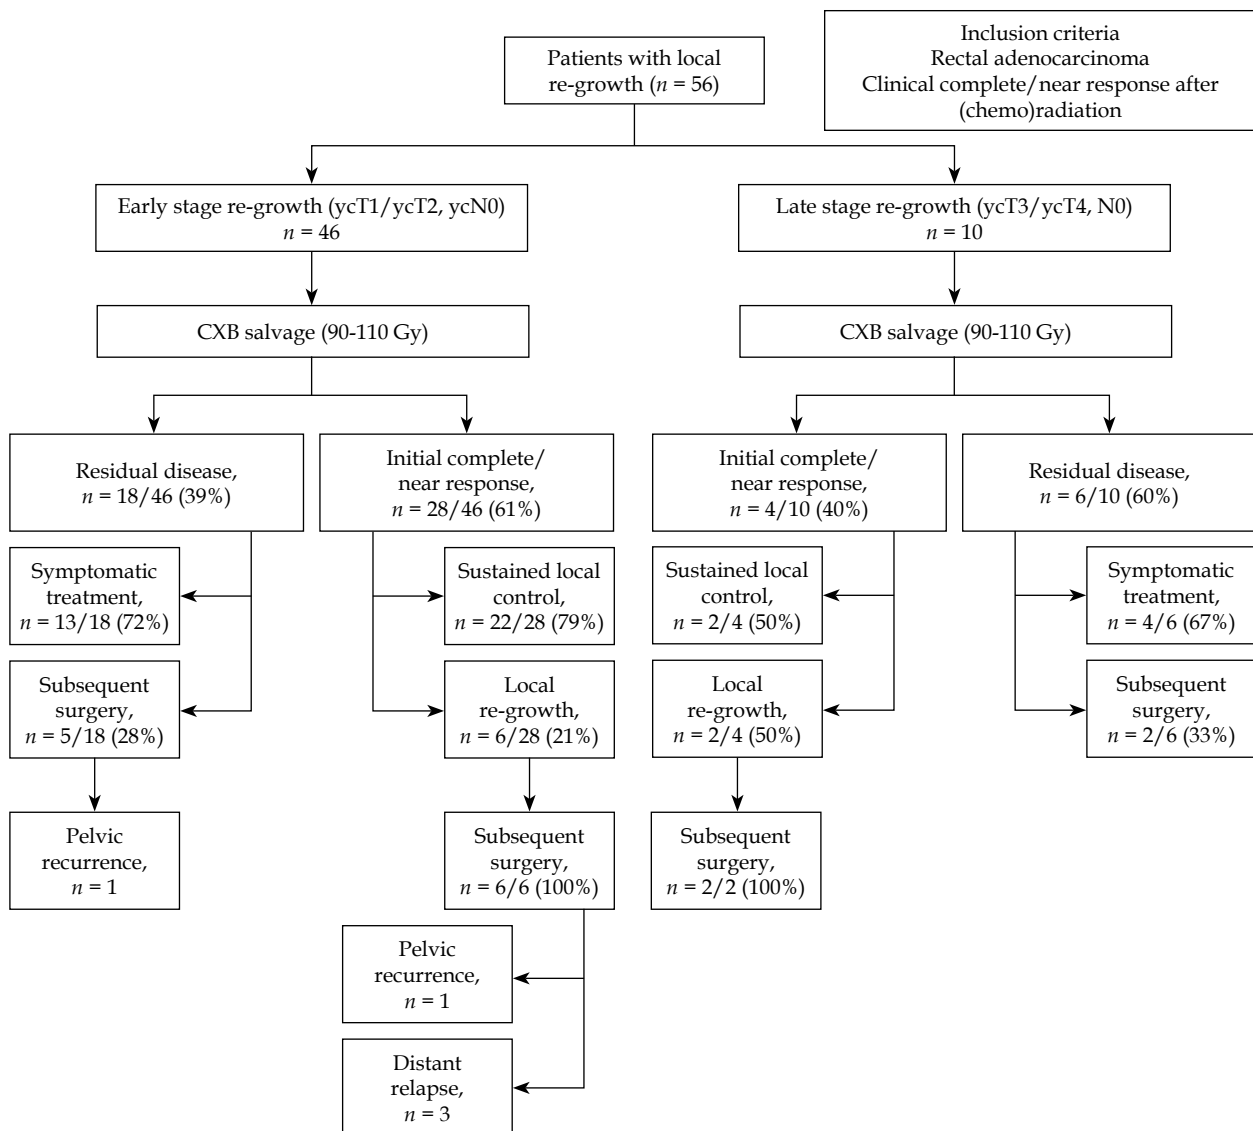 Patients with local
re-growth (n = 56)
Inclusion criteria
Rectal adenocarcinoma
Clinical complete/near response after
(chemo)radiation
Early stage re-growth (ycT1/ycT2, ycN0)
n = 46
Late stage re-growth (ycT3/ycT4, N0)
n = 10
CXB salvage (90-110 Gy)
CXB salvage (90-110 Gy)
Residual disease,
n = 18/46 (39%)
Initial complete/
near response,
n = 28/46 (61%)
Initial complete/
near response,
n = 4/10 (40%)
Residual disease,
n = 6/10 (60%)
Symptomatic
treatment,
n = 13/18 (72%)
Sustained local
control,
n = 22/28 (79%)
Sustained local
control,
n = 2/4 (50%)
Symptomatic
treatment,
n = 4/6 (67%)
Subsequent
surgery,
n = 5/18 (28%)
Local
re-growth,
n = 6/28 (21%)
Local
re-growth,
n = 2/4 (50%)
Subsequent
surgery,
n = 2/6 (33%)
Pelvic
recurrence,
n = 1
Subsequent
surgery,
n = 6/6 (100%)
Subsequent
surgery,
n = 2/2 (100%)
Pelvic
recurrence,
n = 1
Distant
relapse,
n = 3